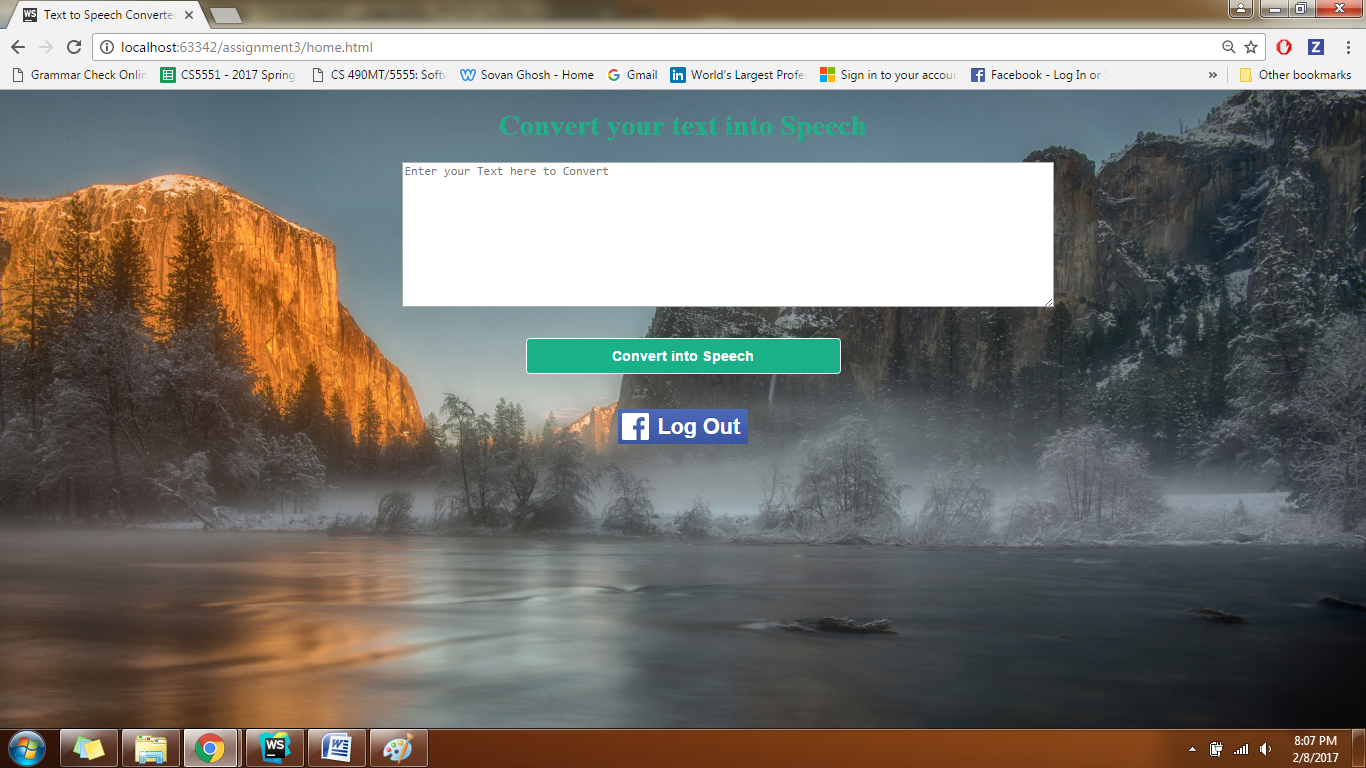 Text to Speech Converte
localhost:63342/assignment3/home.html
Grammar Check Onlin CS5551 - 2017 Spring CS 490MT/5555: Soft Sovan Ghosh - Home Gmail World's Largest Profe Sign in to your accour Facebook - Log In or » Other bookmarks
Convert your text into Speech
Enter your Text here to Convert
Convert into Speech
Log Out
8:07 PM
2/8/2017